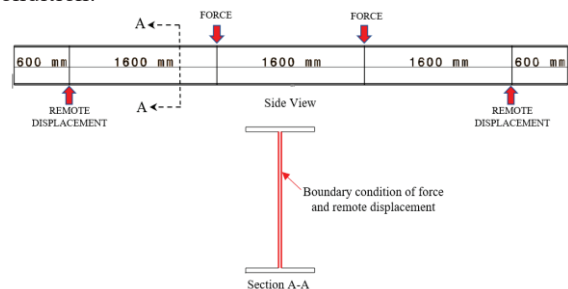 A
FORCE
FORCE
600 mm
1600 mm
1600 mm
1600 mm
600 mm
REMOTE
DISPLACEMENT
A
Side View
REMOTE
DISPLACEMENT
Boundary condition of force
and remote displacement
Section A-A